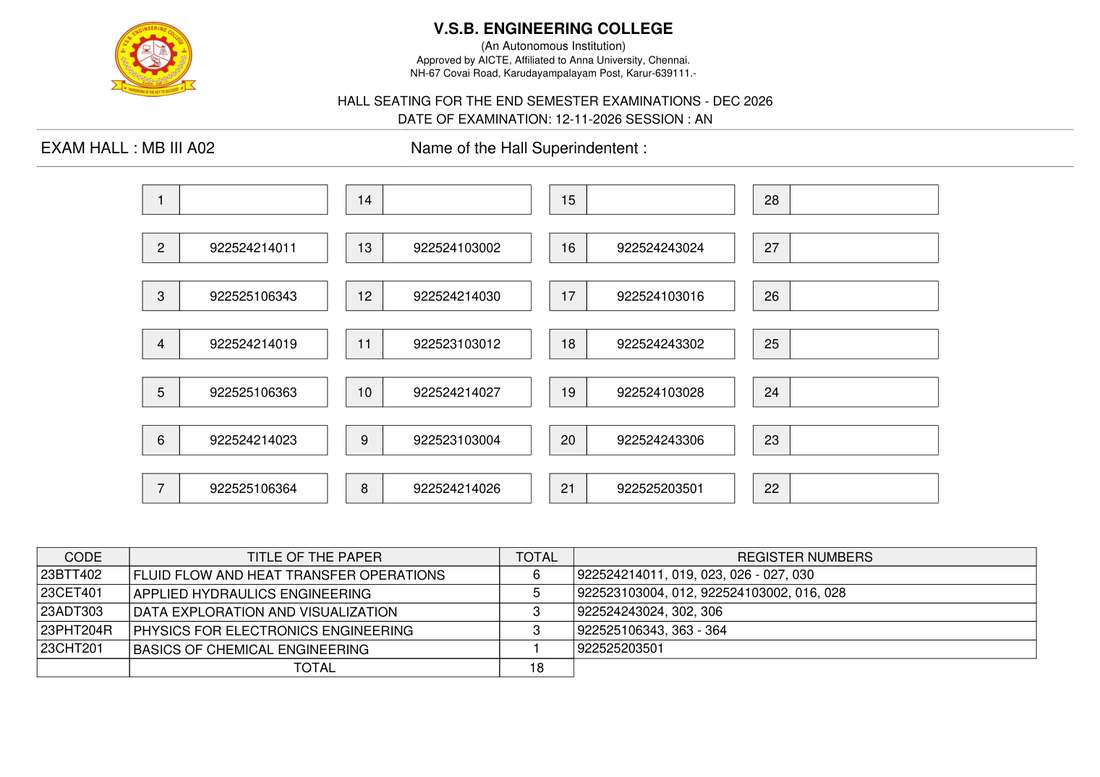 V.S.B. ENGINEERING COLLEGE
(An Autonomous Institution)
Approved by AICTE, Affiliated to Anna University, Chennai.
NH-67 Covai Road, Karudayampalayam Post, Karur-639111.-
HALL SEATING FOR THE END SEMESTER EXAMINATIONS - DEC 2026
DATE OF EXAMINATION: 12-11-2026 SESSION : AN
EXAM HALL : MB III A02 Name of the Hall Superindentent :
1 14 15 28
2 922524214011 13 922524103002 16 922524243024 27
3 922525106343 12 922524214030 17 922524103016 26
4 922524214019 11 922523103012 18 922524243302 25
5 922525106363 10 922524214027 19 922524103028 24
6 922524214023 9 922523103004 20 922524243306 23
7 922525106364 8 922524214026 21 922525203501 22
CODE TITLE OF THE PAPER TOTAL REGISTER NUMBERS
23BTT402 FLUID FLOW AND HEAT TRANSFER OPERATIONS 6 922524214011, 019, 023, 026 - 027, 030
23CET401 APPLIED HYDRAULICS ENGINEERING 5 922523103004, 012, 922524103002, 016, 028
23ADT303 DATA EXPLORATION AND VISUALIZATION 3 922524243024, 302, 306
23PHT204R PHYSICS FOR ELECTRONICS ENGINEERING 3 922525106343, 363 - 364
23CHT201 BASICS OF CHEMICAL ENGINEERING 1 922525203501
TOTAL 18